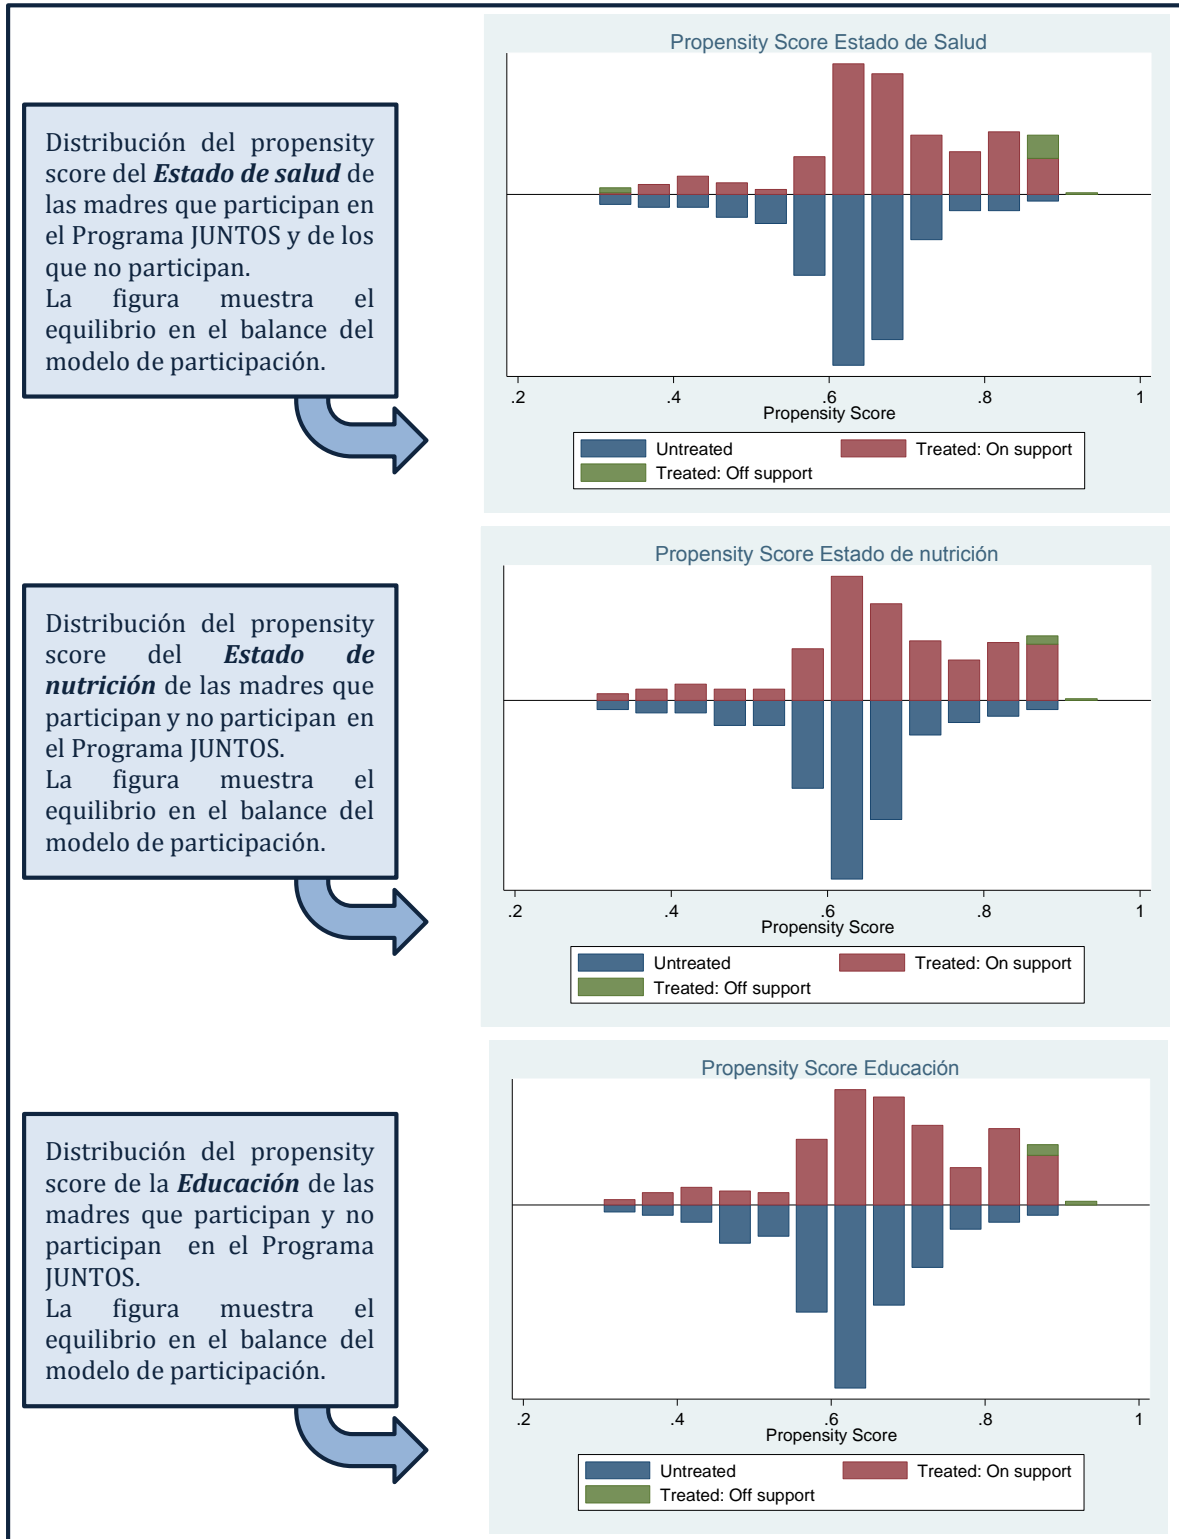 Propensity Score Estado de Salud
Distribución del propensity
score del Estado de salud de
las madres que participan en
el Programa JUNTOS y de los
que no participan.
La figura muestra el
equilibrio en el balance del
modelo de participación.
.2 .4 .6 .8 1
Propensity Score
Untreated Treated: On support
Treated: Off support
Propensity Score Estado de nutrición
Distribución del propensity
score del Estado de
nutrición de las madres que
participan y no participan en
el Programa JUNTOS.
La figura muestra el
equilibrio en el balance del
modelo de participación.
.2 .4 .6 .8 1
Propensity Score
Untreated Treated: On support
Treated: Off support
Propensity Score Educación
Distribución del propensity
score de la Educación de las
madres que participan y no
participan en el Programa
JUNTOS.
La figura muestra el
equilibrio en el balance del
modelo de participación.
.2 .4 .6 .8 1
Propensity Score
Untreated Treated: On support
Treated: Off support